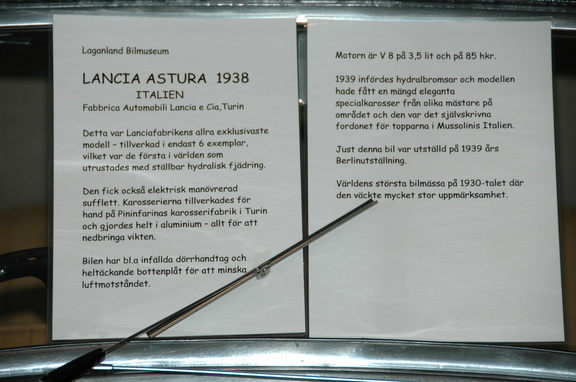 Laganland Bilmuseum
LANCIA ASTURA 1938
ITALIEN
Fabbrica Automobili Lancia e Cia,Turin
Detta var Lanciafabrikens allra exklusivaste
modell – tillverkad i endast 6 exemplar,
vilket var de första i världen som
utrustades med ställbar hydralisk fjädring.
Den fick också elektrisk manövrerad
sufflett. Karosserierna tillverkades för
hand på Pininfarinas karosserifabrik i Turin
och gjordes helt i aluminium – allt för att
nedbringa vikten.
Bilen har bl.a infällda dörrhandtag och
heltäckande bottenplåt för att minska
luftmotståndet.
Motorn är V 8 på 3,5 lit och på 85 hkr.
1939 infördes hydralbromsar och modellen
hade fått en mängd eleganta
specialkarosser från olika mästare på
området och den var det självskrivna
fordonet för topparna i Mussolinis Italien.
Just denna bil var utställd på 1939 års
Berlinutställning.
Världens största bilmässa på 1930-talet där
den väckte mycket stor uppmärksamhet.